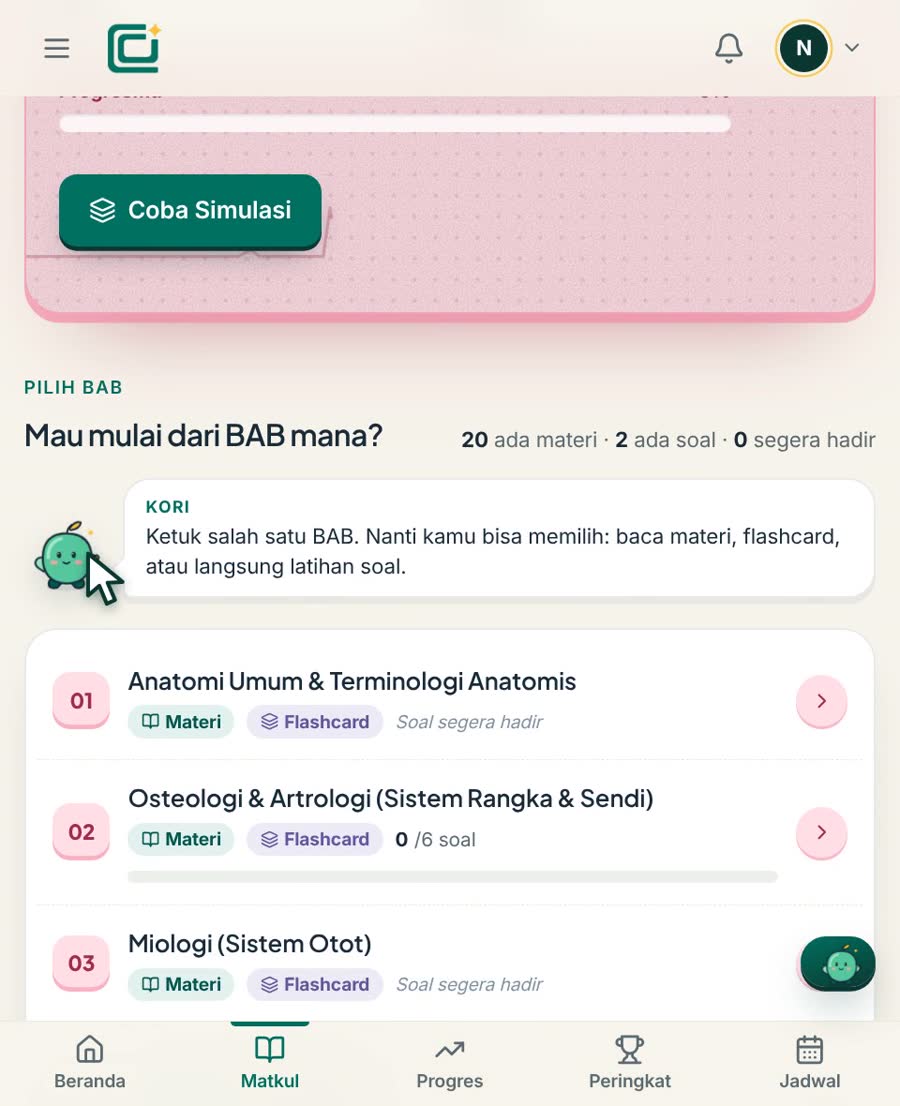 N
Coba Simulasi
PILIH BAB
Mau mulai dari BAB mana?
20 ada materi · 2 ada soal · 0 segera hadir
KORI
Ketuk salah satu BAB. Nanti kamu bisa memilih: baca materi, flashcard,
atau langsung latihan soal.
01
Anatomi Umum & Terminologi Anatomis
Materi Flashcard Soal segera hadir
02
Osteologi & Artrologi (Sistem Rangka & Sendi)
Materi Flashcard 0 /6 soal
03
Miologi (Sistem Otot)
Materi Flashcard Soal segera hadir
Beranda Matkul Progres Peringkat Jadwal